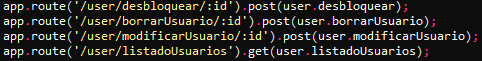 app.route('/user/desbloquear/:id').post(user.desbloquear);
app.route('/user/borrarUsuario/:id').post(user.borrarUsuario);
app.route('/user/modificarUsuario/:id').post(user.modificarUsuario);
app.route('/user/listadoUsuarios').get(user.listadoUsuarios);